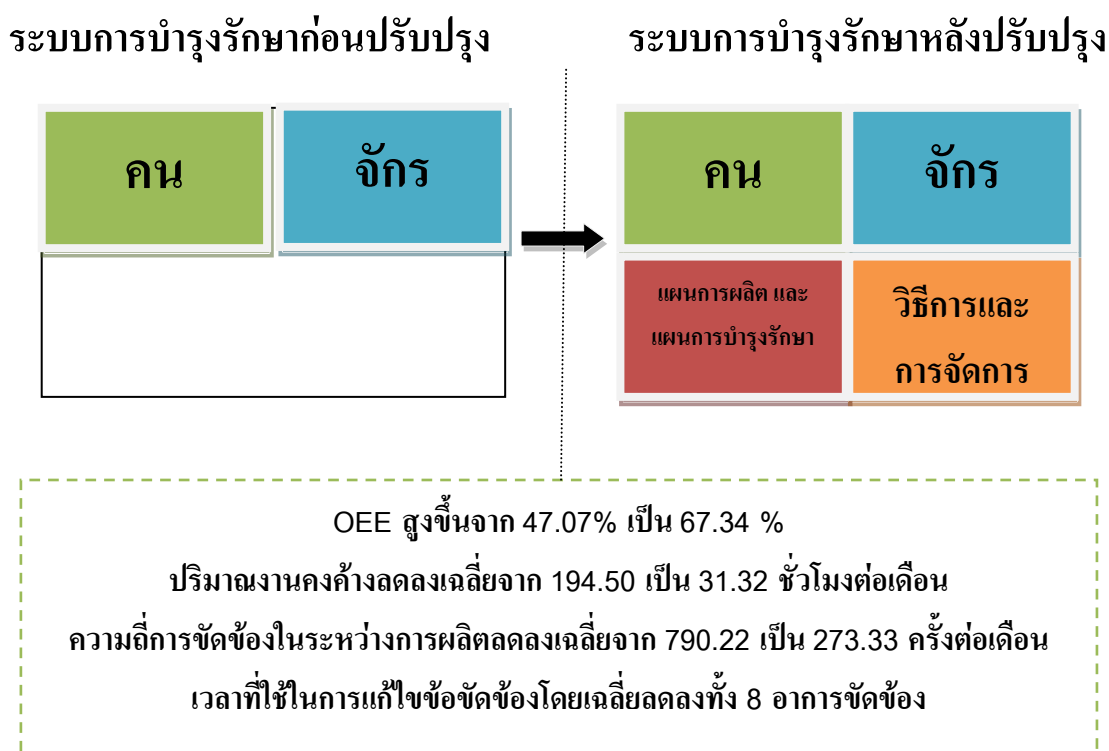 ระบบการบำรุงรักษาก่อนปรับปรุง
ระบบการบำรุงรักษาหลังปรับปรุง
คน
จักร
คน
จักร
แผนการผลิต และ
แผนการบำรุงรักษา
วิธีการและ
การจัดการ
OEE สูงขึ้นจาก 47.07% เป็น 67.34 %
ปริมาณงานคงค้างลดลงเฉลี่ยจาก 194.50 เป็น 31.32 ชั่วโมงต่อเดือน
ความถี่การขัดข้องในระหว่างการผลิตลดลงเฉลี่ยจาก 790.22 เป็น 273.33 ครั้งต่อเดือน
เวลาที่ใช้ในการแก้ไขข้อขัดข้องโดยเฉลี่ยลดลงทั้ง 8 อาการขัดข้อง